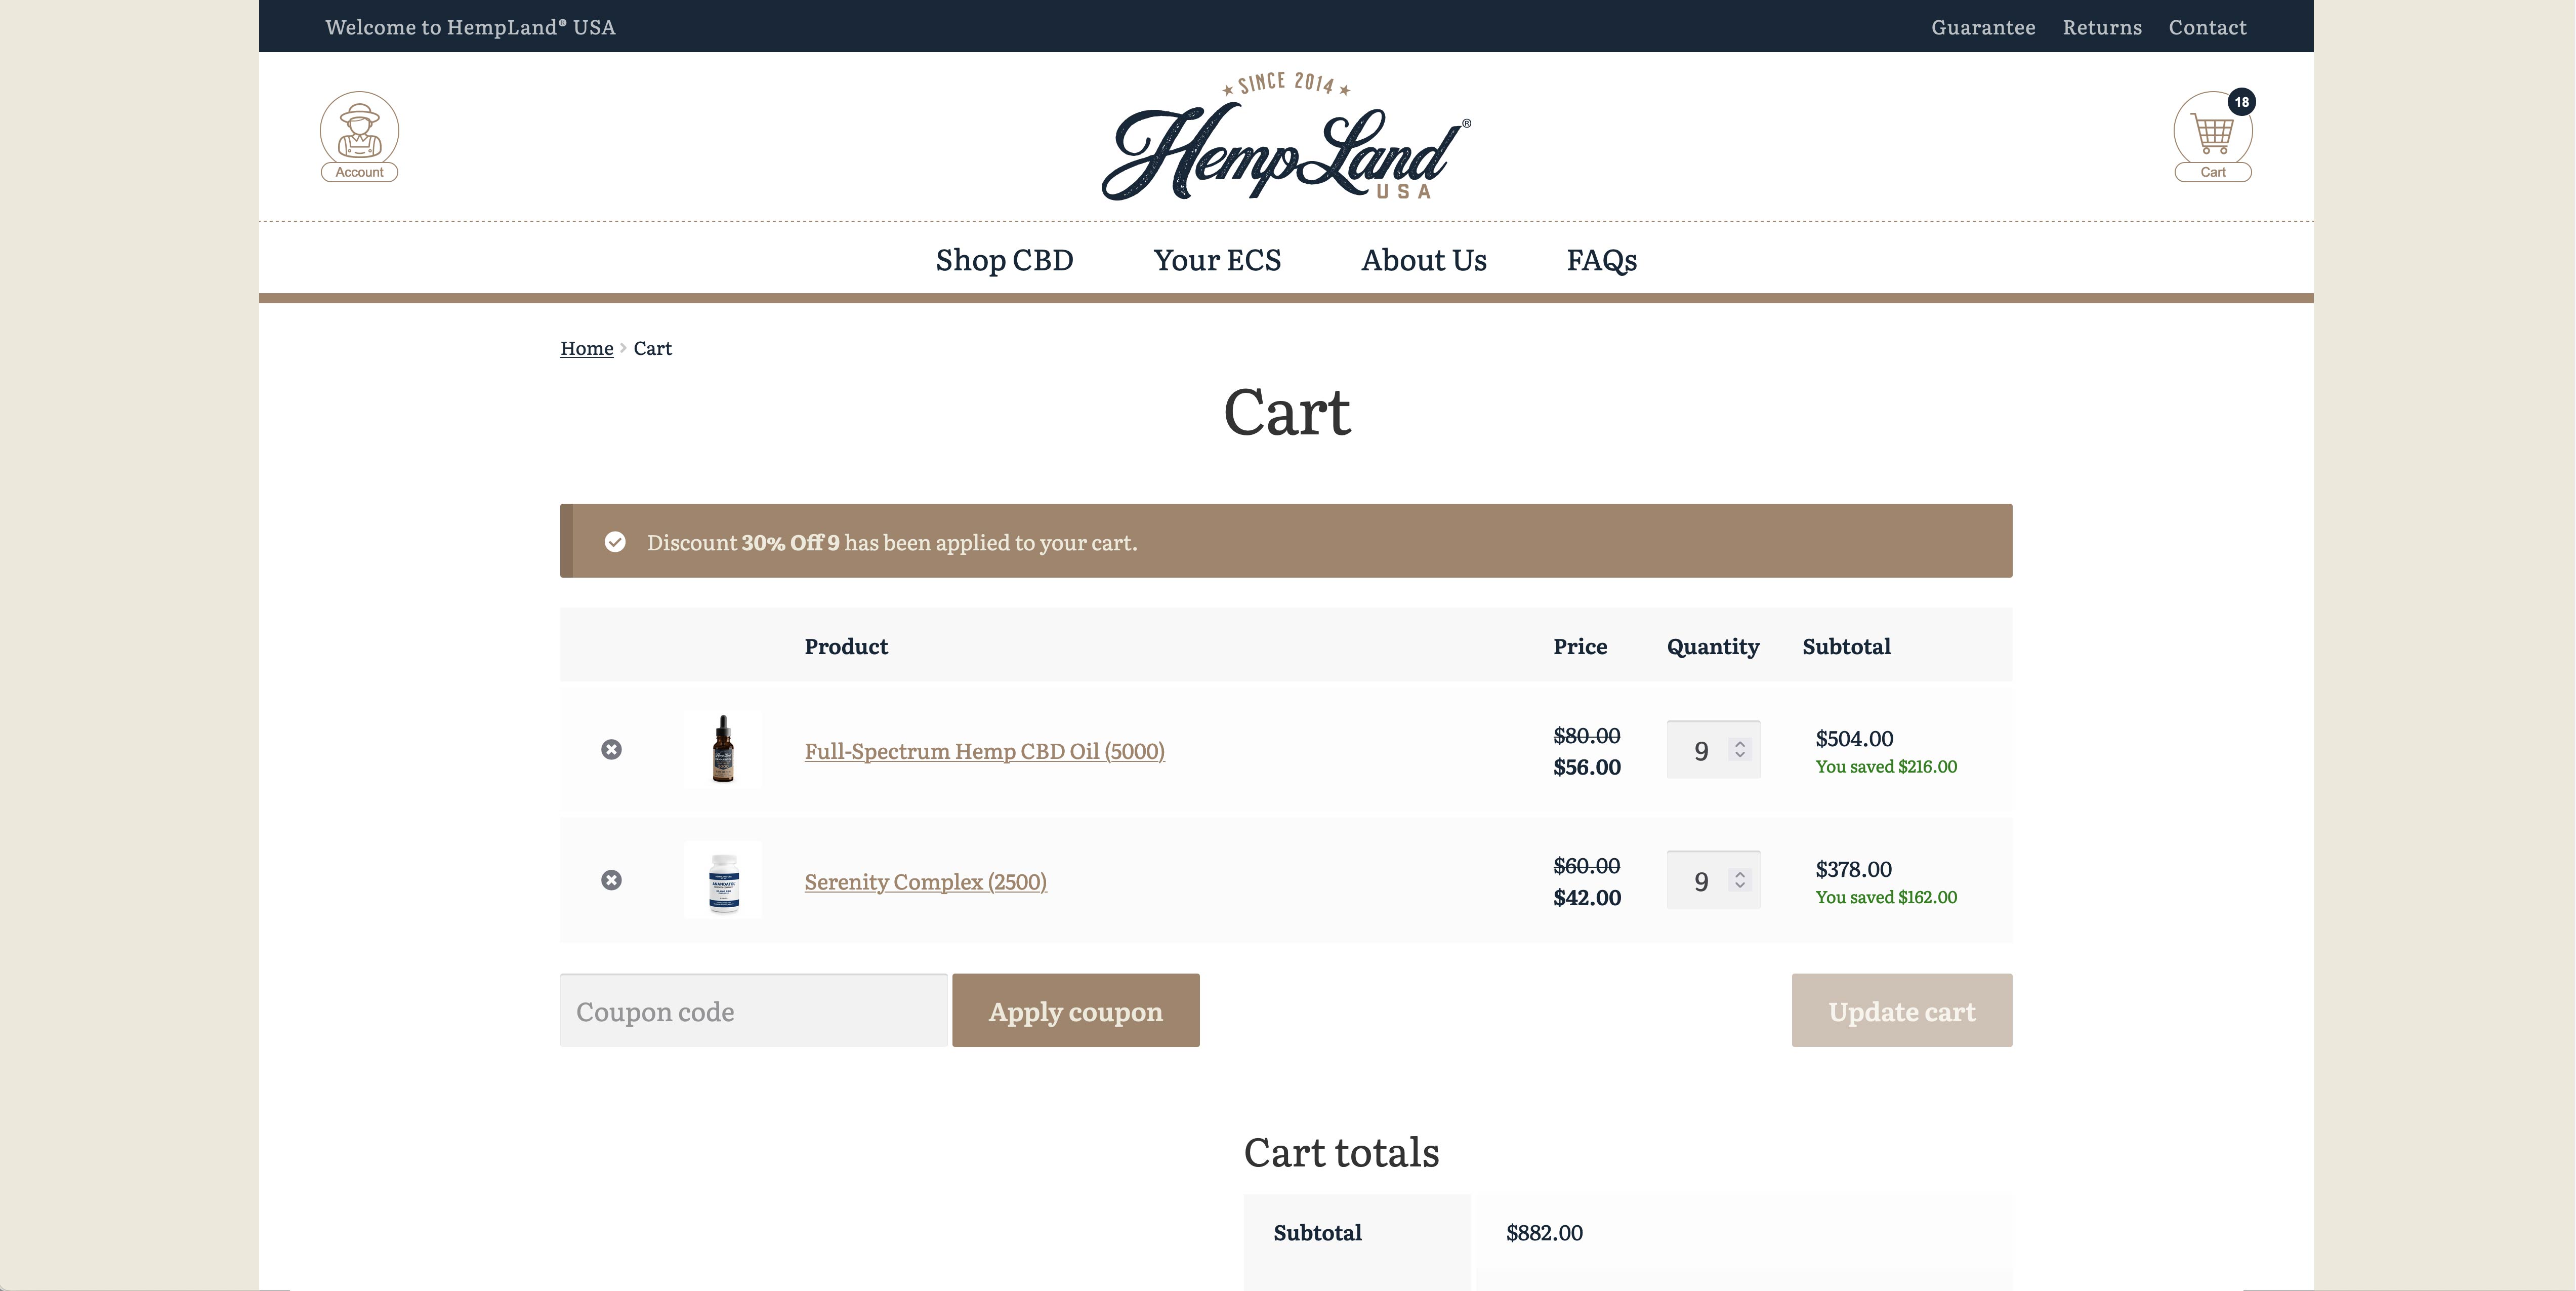 Welcome to HempLand® USA
Guarantee Returns Contact
Account
SINCE 2014
HempLand®
USA
18
Cart
Shop CBD Your ECS About Us FAQs
Home Cart
Cart
Discount 30% Off 9 has been applied to your cart.
Product Price Quantity Subtotal
Full-Spectrum Hemp CBD Oil (5000) $80.00 $56.00 9 $504.00
You saved $216.00
Serenity Complex (2500) $60.00 $42.00 9 $378.00
You saved $162.00
Coupon code Apply coupon Update cart
Cart totals
Subtotal $882.00